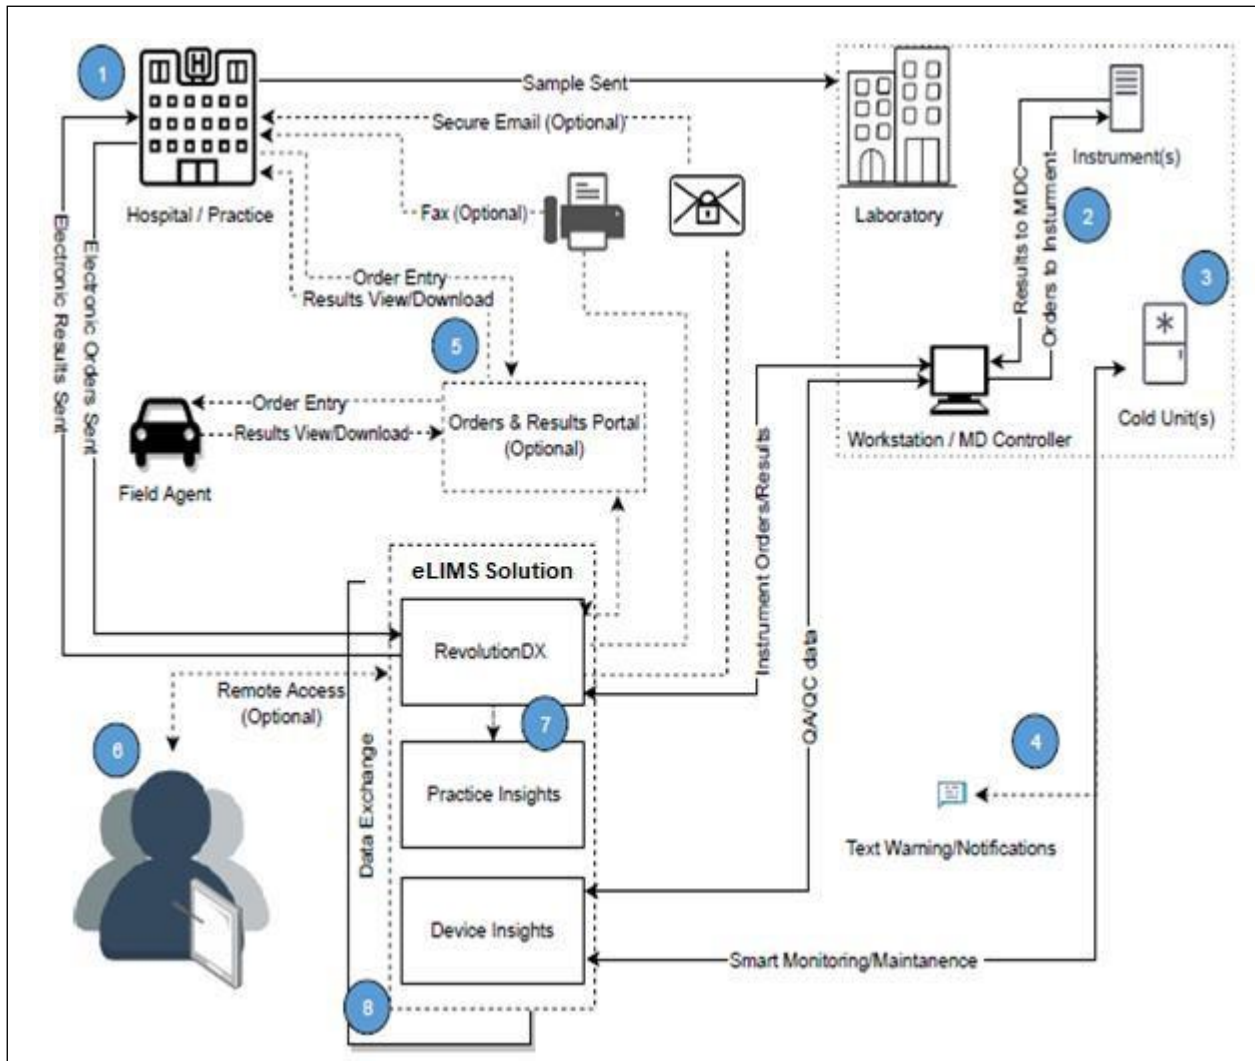 1
H
Sample Sent
Secure Email (Optional)
Instrument(s)
Hospital / Practice
Fax (Optional)
Laboratory
2
Results to MDC
Orders to Insturment
3
Order Entry
Results View/Download
Electronic Orders Sent
Electronic Results Sent
5
Order Entry
Results View/Download
Orders & Results Portal
(Optional)
Workstation / MD Controller
Cold Unit(s)
Field Agent
eLIMS Solution
RevolutionDX
Instrument Orders/Results
QA/QC data
Remote Access
(Optional)
7
6
4
Data Exchange
Practice Insights
Text Warning/Notifications
Device Insights
Smart Monitoring/Maintanence
8